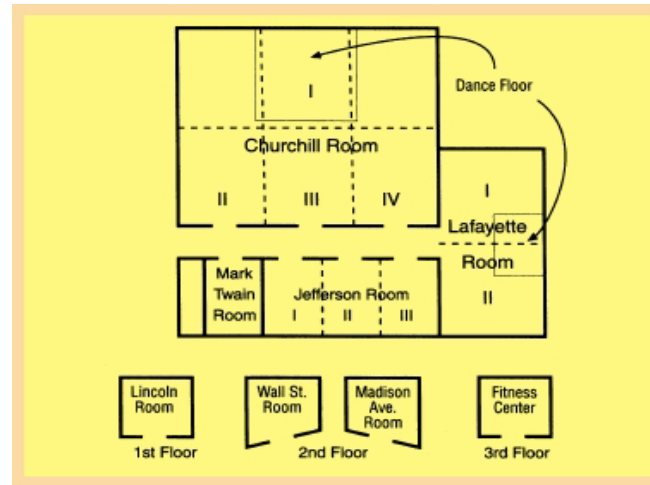 I
Dance Floor
Churchill Room
II III IV
I
Lafayette
Room
II
Mark
Twain
Room
Jefferson Room
I II III
Lincoln
Room
1st Floor
Wall St.
Room
Madison
Ave.
Room
2nd Floor
Fitness
Center
3rd Floor